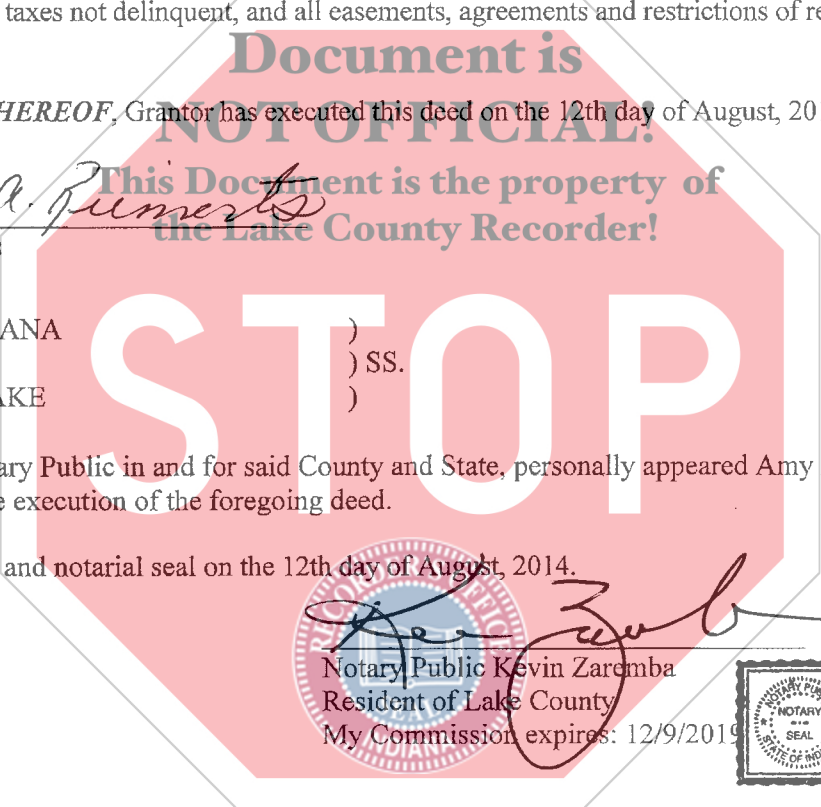 taxes not delinquent, and all easements, agreements and restrictions of re
Document is
HEREOF, Grantor has executed this deed on the 12th day of August, 20
NOT OFFICIAL!
This Document is the property of
the Lake County Recorder!
ANA )
) SS.
AKE )
STOP
ary Public in and for said County and State, personally appeared Amy
e execution of the foregoing deed.
and notarial seal on the 12th day of August, 2014.
Notary Public Kevin Zaremba
Resident of Lake County
My Commission expires: 12/9/2019
NOTARY
SEAL